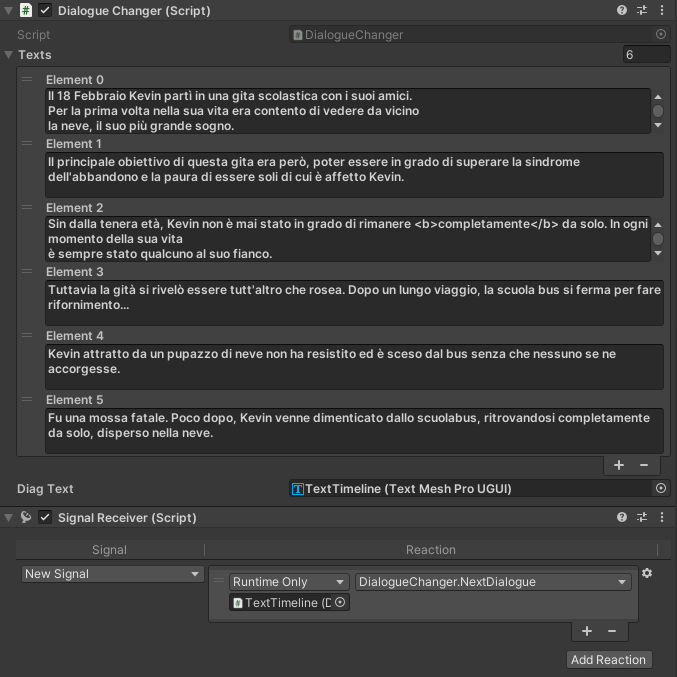 Dialogue Changer (Script)
Script
DialogueChanger
Texts
6
Element 0
Il 18 Febbraio Kevin partì in una gita scolastica con i suoi amici.
Per la prima volta nella sua vita era contento di vedere da vicino
la neve, il suo più grande sogno.
Element 1
Il principale obiettivo di questa gita era però, poter essere in grado di superare la sindrome
dell'abbandono e la paura di essere soli di cui è affetto Kevin.
Element 2
Sin dalla tenera età, Kevin non è mai stato in grado di rimanere <b>completamente</b> da solo. In ogni
momento della sua vita
è sempre stato qualcuno al suo fianco.
Element 3
Tuttavia la gità si rivelò essere tutt'altro che rosea. Dopo un lungo viaggio, la scuola bus si ferma per fare
rifornimento...
Element 4
Kevin attratto da un pupazzo di neve non ha resistito ed è sceso dal bus senza che nessuno se ne
accorgesse.
Element 5
Fu una mossa fatale. Poco dopo, Kevin venne dimenticato dallo scuolabus, ritrovandosi completamente
da solo, disperso nella neve.
Diag Text
TextTimeline (Text Mesh Pro UGUI)
Signal Receiver (Script)
Signal
Reaction
New Signal
Runtime Only
DialogueChanger.NextDialogue
TextTimeline (D
Add Reaction